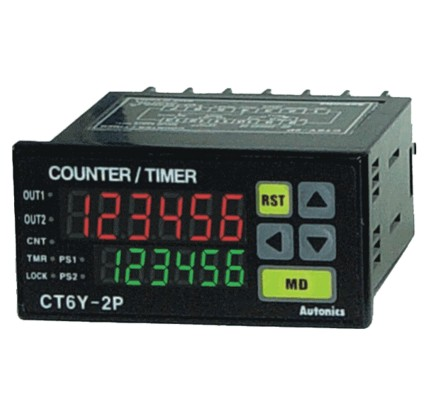 COUNTER / TIMER
OUT1
OUT2
123456
CNT
TMR PS1
LOCK PS2
123456
CT6Y-2P
RST
MD
Autonics